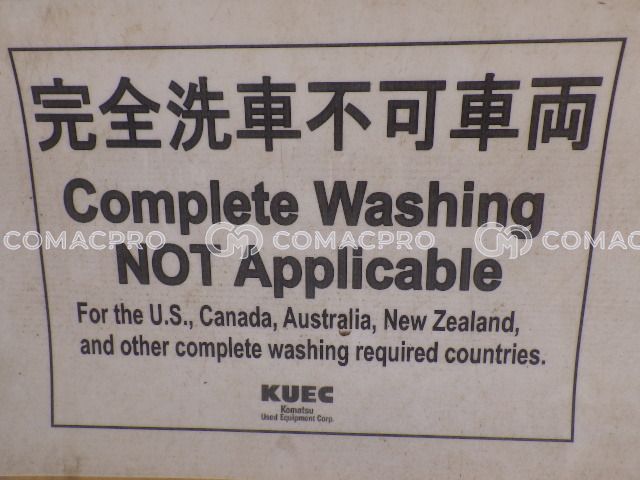 完全洗車不可車両
Complete Washing
COMACPRO COMACPRO COMACPRO
NOT Applicable
For the U.S., Canada, Australia, New Zealand,
and other complete washing required countries.
KUEC
Komatsu
Used Equipment Corp.